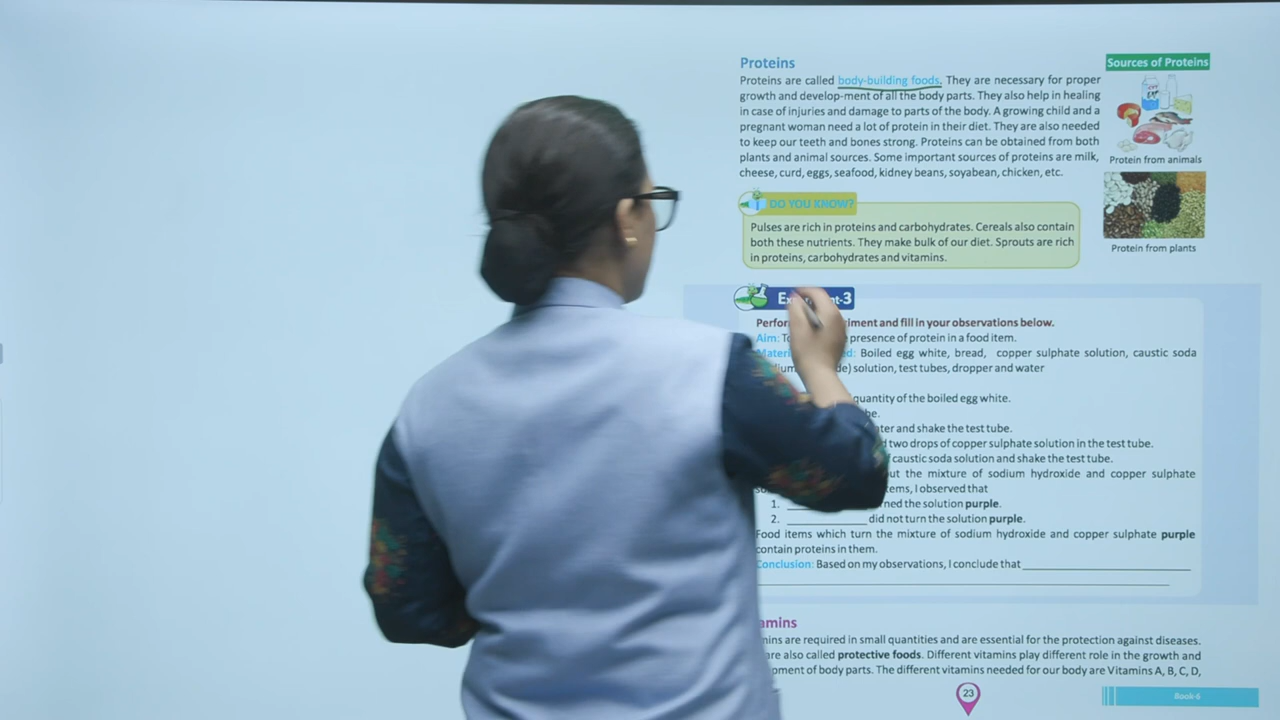 Proteins
Proteins are called body-building foods. They are necessary for proper
growth and develop-ment of all the body parts. They also help in healing
in case of injuries and damage to parts of the body. A growing child and a
pregnant woman need a lot of protein in their diet. They are also needed
to keep our teeth and bones strong. Proteins can be obtained from both
plants and animal sources. Some important sources of proteins are milk,
cheese, curd, eggs, seafood, kidney beans, soyabean, chicken, etc.
Sources of Proteins
Protein from animals
Protein from plants
DO YOU KNOW?
Pulses are rich in proteins and carbohydrates. Cereals also contain
both these nutrients. They make bulk of our diet. Sprouts are rich
in proteins, carbohydrates and vitamins.
-3
and fill in your observations below.
Aim: presence of protein in a food item.
Boiled egg white, bread, copper sulphate solution, caustic soda
solution, test tubes, dropper and water
quantity of the boiled egg white.
and shake the test tube.
two drops of copper sulphate solution in the test tube.
caustic soda solution and shake the test tube.
the mixture of sodium hydroxide and copper sulphate
I observed that
1. ____________ the solution purple.
2. ____________ did not turn the solution purple.
Food items which turn the mixture of sodium hydroxide and copper sulphate purple
contain proteins in them.
Conclusion: Based on my observations, I conclude that ____________
are required in small quantities and are essential for the protection against diseases.
are also called protective foods. Different vitamins play different role in the growth and
of body parts. The different vitamins needed for our body are Vitamins A, B, C, D,
23
Book-6